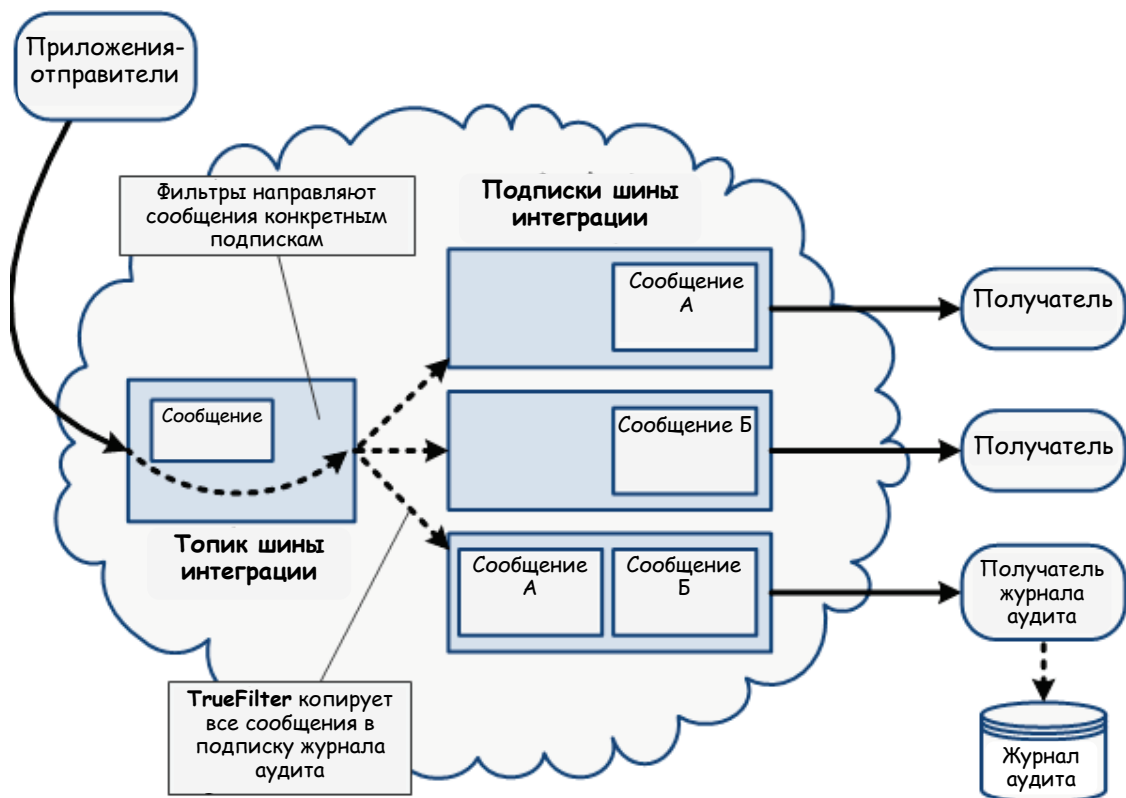 Приложения-
отправители
Фильтры направляют
сообщения конкретным
подпискам
Подписки шины
интеграции
Сообщение
А
Получатель
Сообщение
Сообщение Б
Получатель
Топик шины
интеграции
Сообщение
А
Сообщение
Б
Получатель
журнала
аудита
TrueFilter копирует
все сообщения в
подписку журнала
аудита
Журнал
аудита